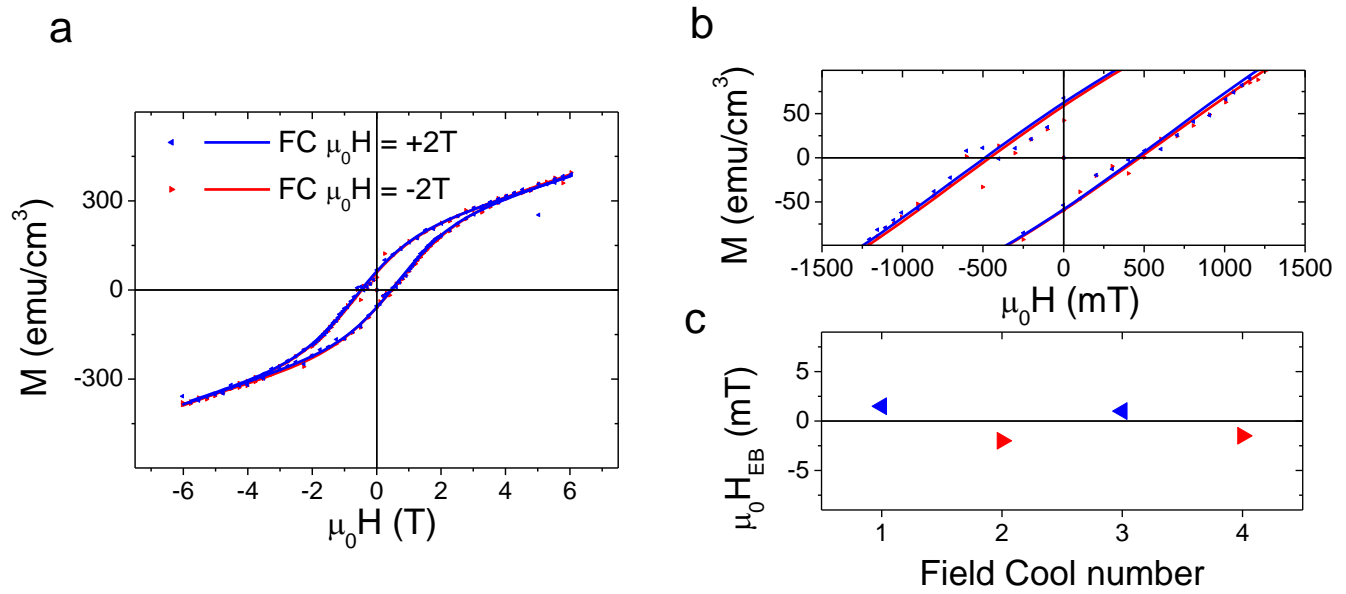 a
M (emu/cm³)
300
0
-300
FC μ₀H = +2T
FC μ₀H = -2T
-6 -4 -2 0 2 4 6
μ₀H (T)
b
M (emu/cm³)
50
0
-50
-1500 -1000 -500 0 500 1000 1500
μ₀H (mT)
c
μ₀H_EB (mT)
5
0
-5
1 2 3 4
Field Cool number